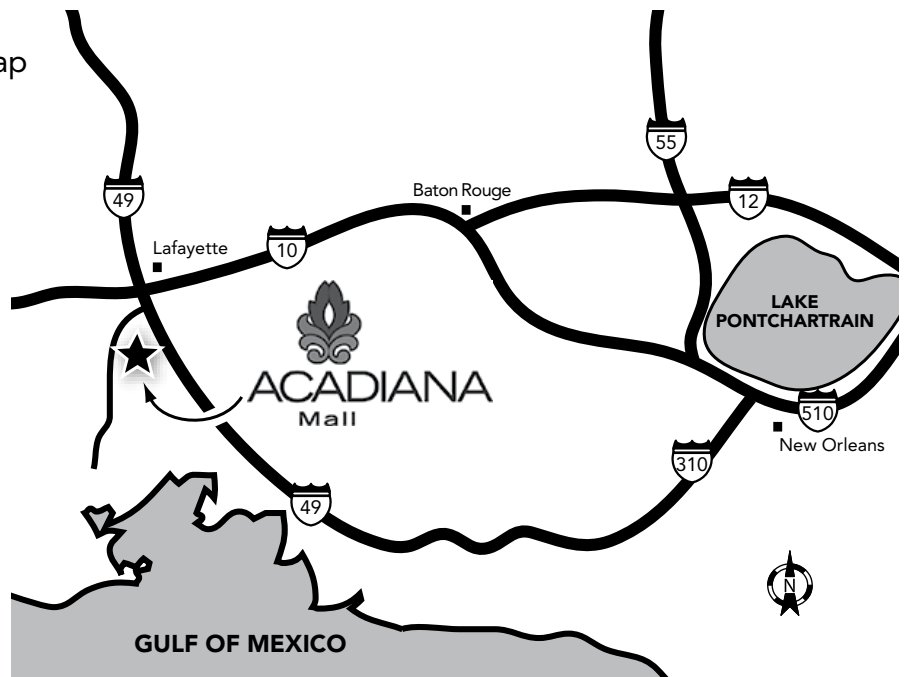 55
49
12
Baton Rouge
Lafayette
10
LAKE
PONTCHARTRAIN
ACADIANA
Mall
510
New Orleans
310
49
N
GULF OF MEXICO